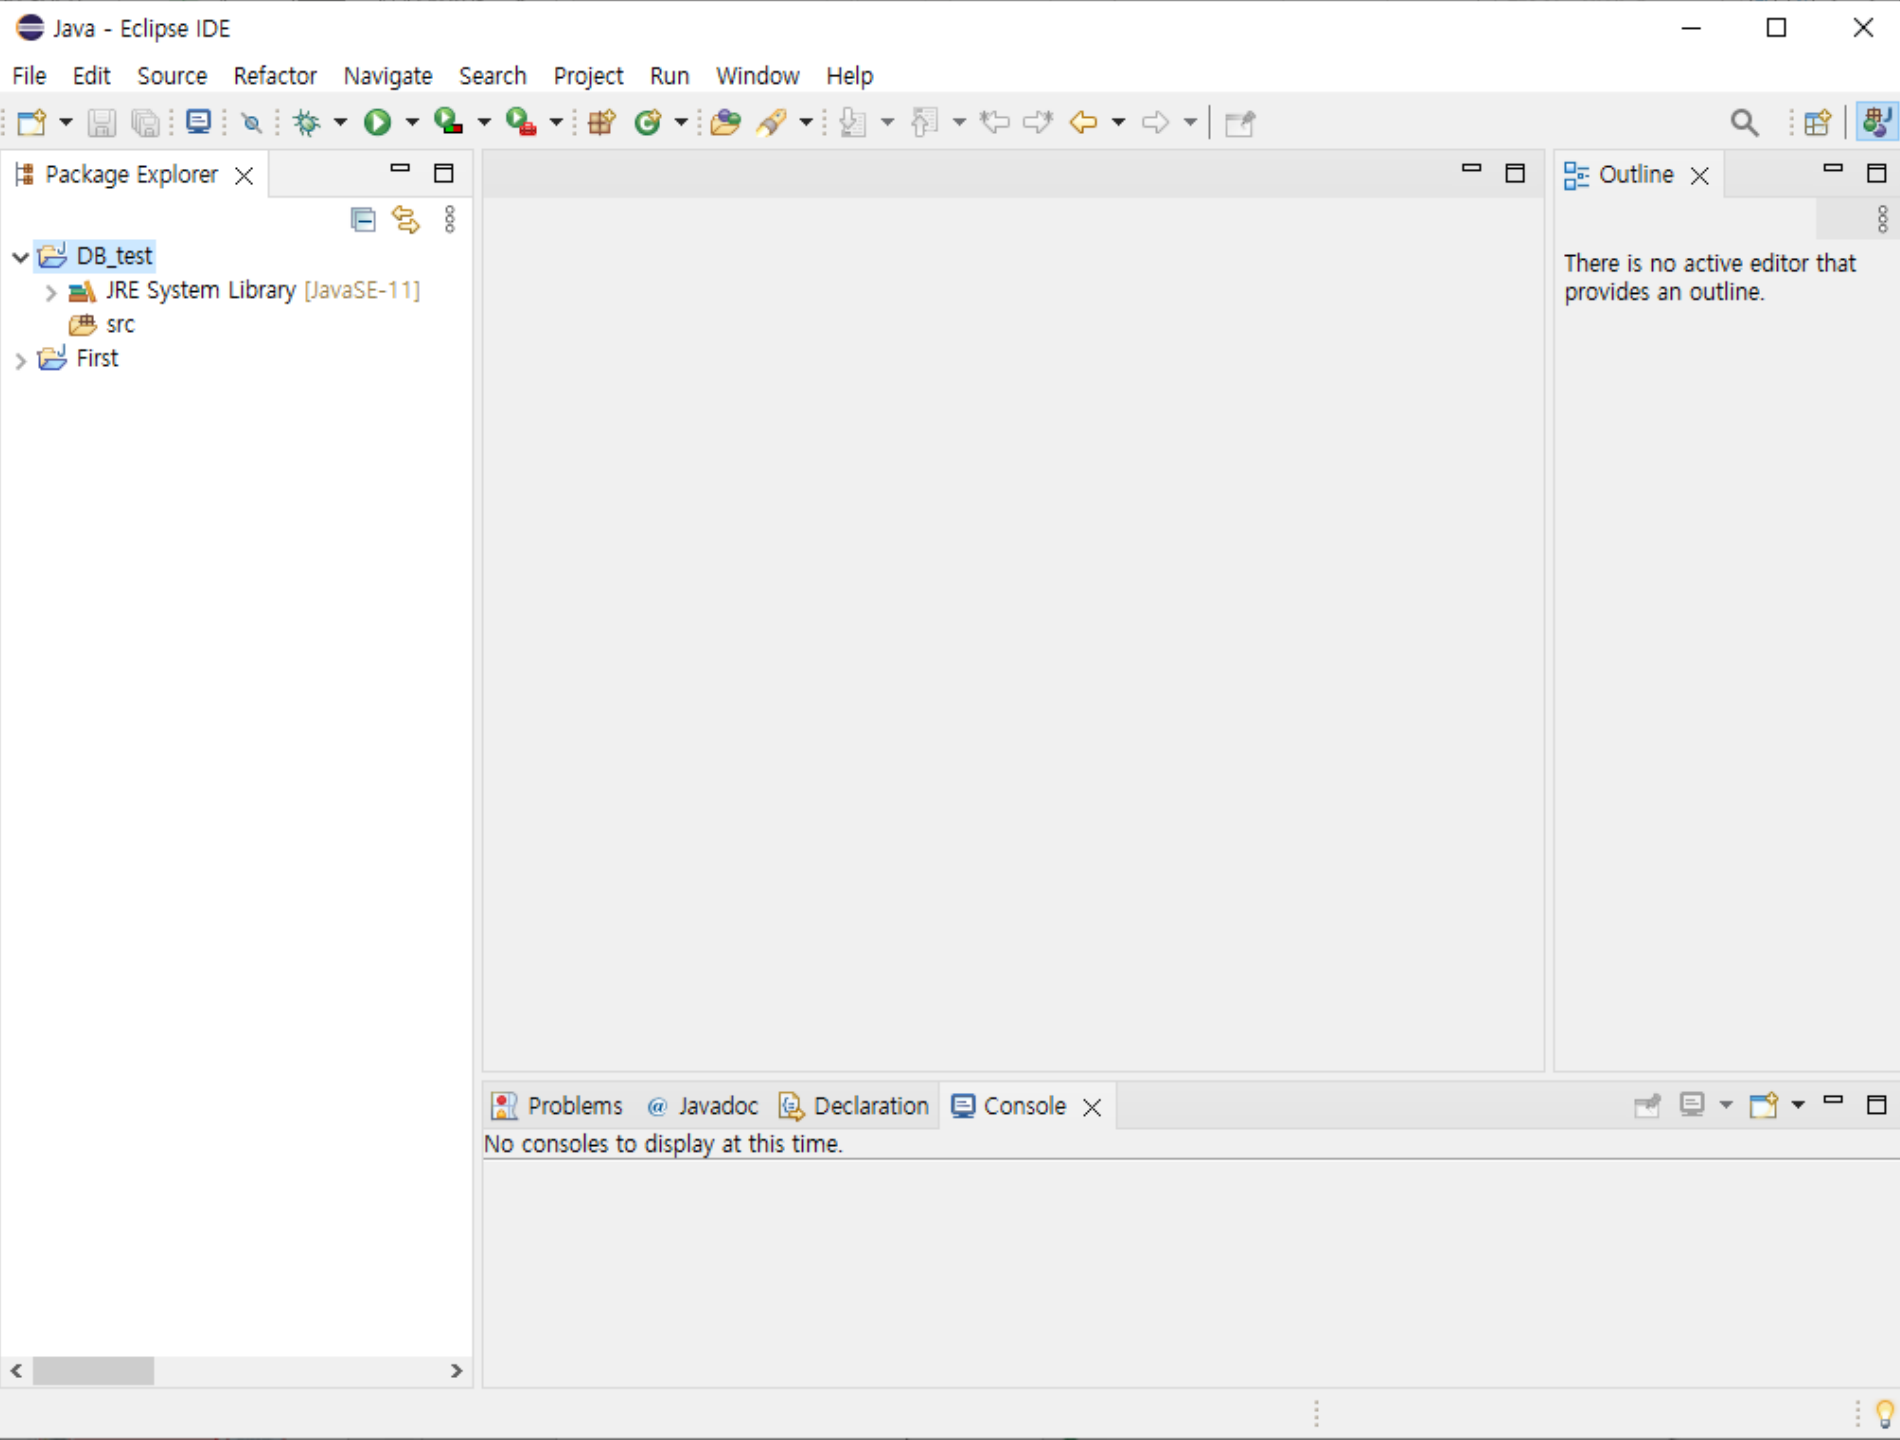 Java - Eclipse IDE
File Edit Source Refactor Navigate Search Project Run Window Help
Package Explorer
Outline
DB_test
JRE System Library [JavaSE-11]
src
First
There is no active editor that
provides an outline.
Problems @ Javadoc Declaration Console
No consoles to display at this time.